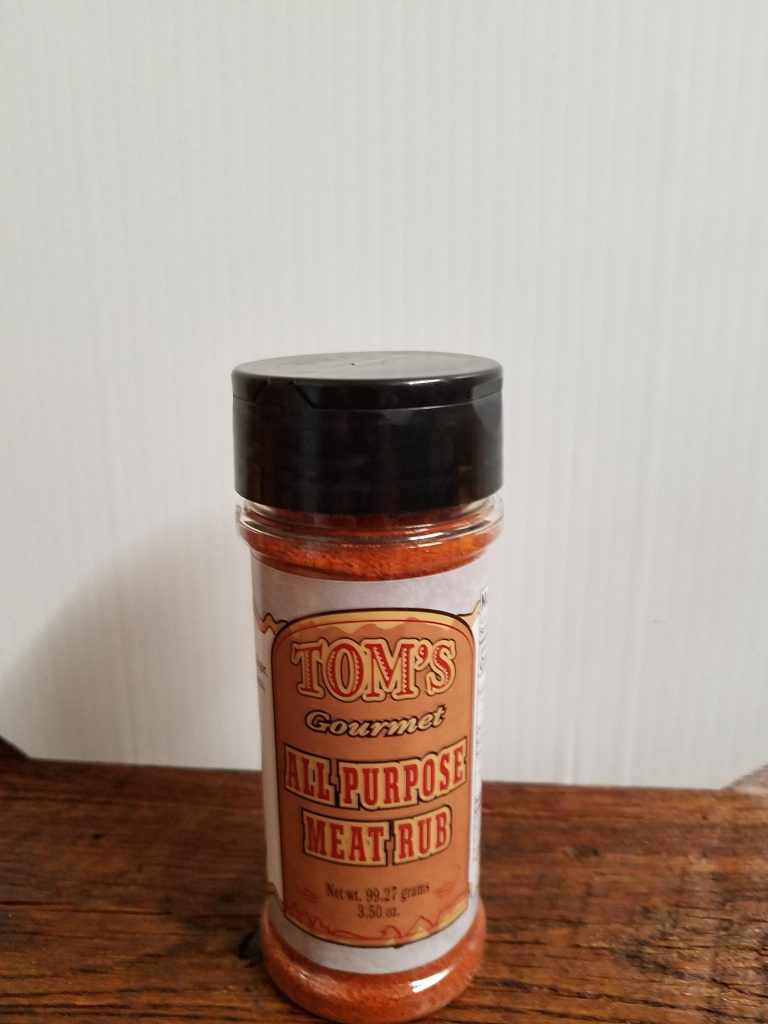 TOM'S
Gourmet
ALL PURPOSE
MEAT RUB
Net wt. 99.27 grams
3.50 oz.